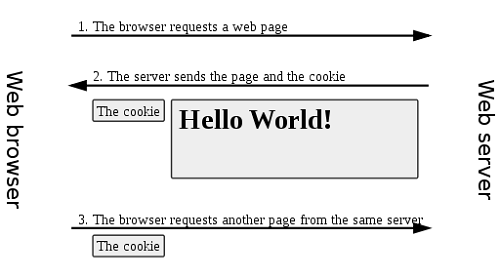 1. The browser requests a web page
2. The server sends the page and the cookie
The cookie
Hello World!
3. The browser requests another page from the same server
The cookie
Web browser
Web server